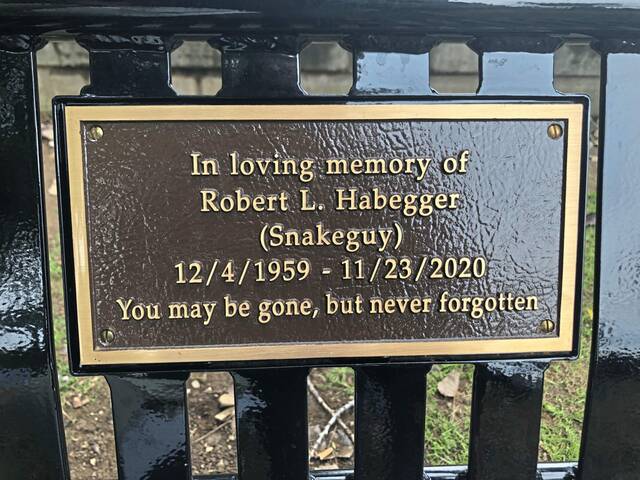 In loving memory of
Robert L. Habegger
(Snakeguy)
12/4/1959 - 11/23/2020
You may be gone, but never forgotten